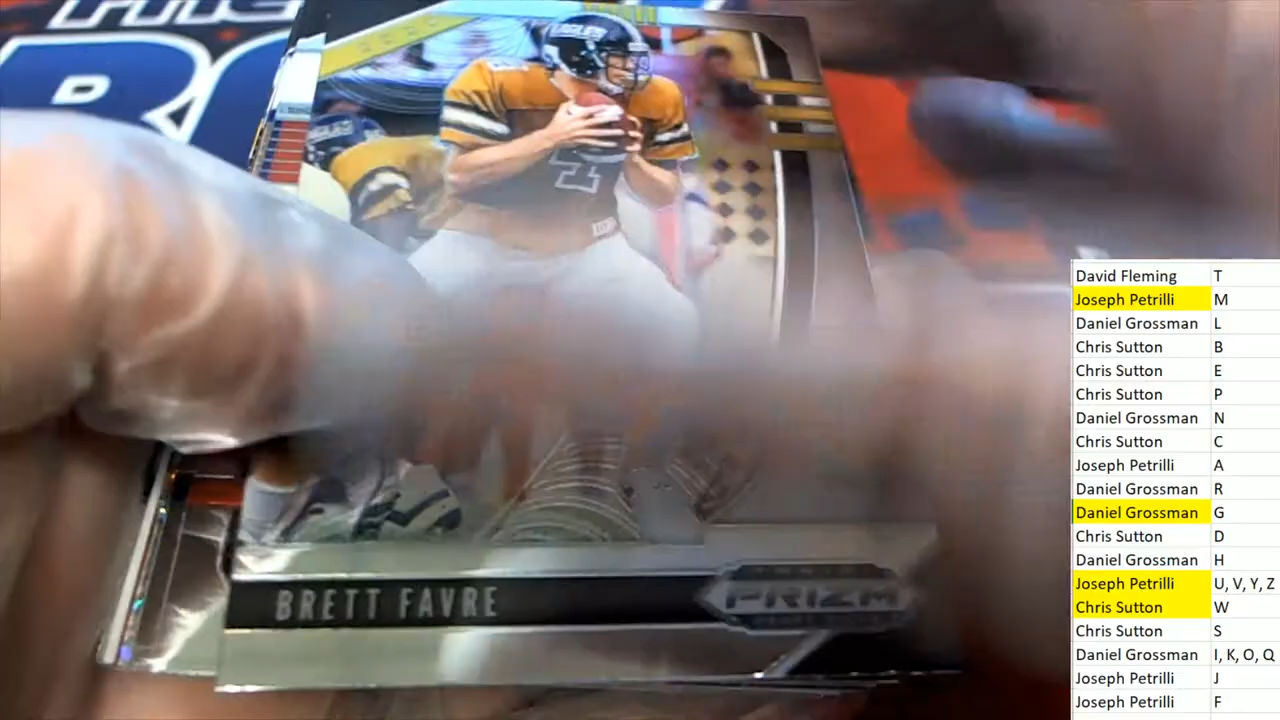 BRETT FAVRE
PRIZM
David Fleming T
Joseph Petrilli M
Daniel Grossman L
Chris Sutton B
Chris Sutton E
Chris Sutton P
Daniel Grossman N
Chris Sutton C
Joseph Petrilli A
Daniel Grossman R
Daniel Grossman G
Chris Sutton D
Daniel Grossman H
Joseph Petrilli U, V, Y, Z
Chris Sutton W
Chris Sutton S
Daniel Grossman I, K, O, Q
Joseph Petrilli J
Joseph Petrilli F